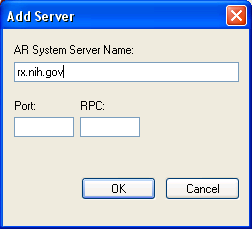 Add Server
AR System Server Name:
rx.nih.gov
Port: RPC:
OK Cancel